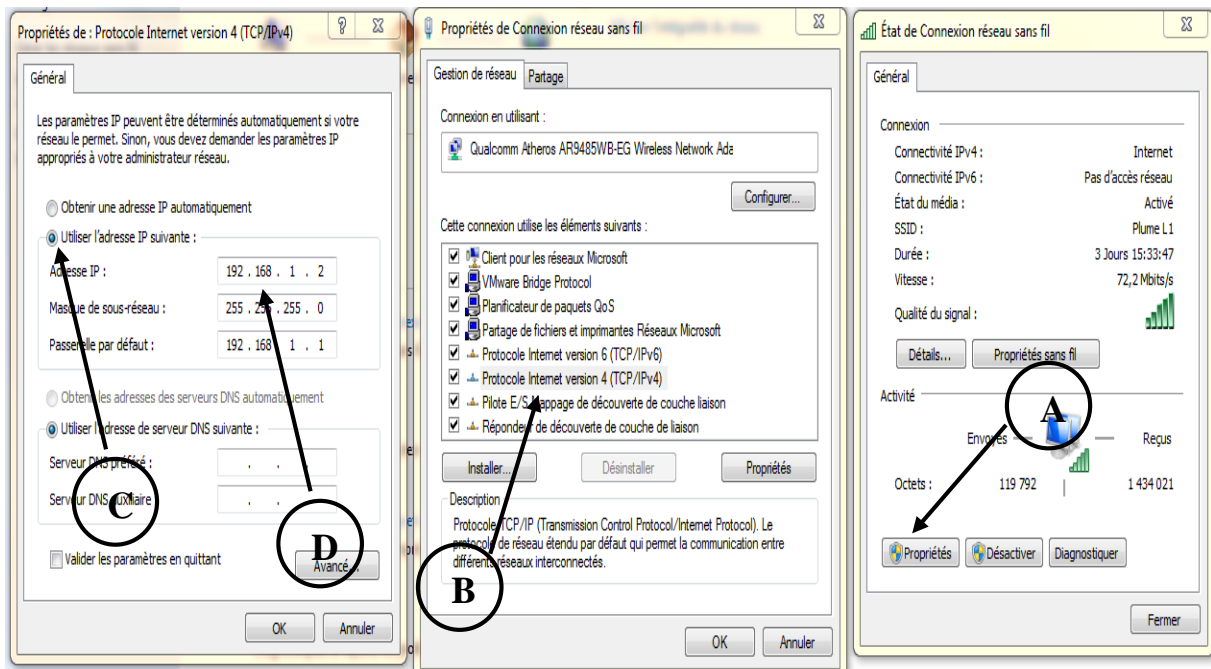 Propriétés de : Protocole Internet version 4 (TCP/IPv4)
Général
Les paramètres IP peuvent être déterminés automatiquement si votre
réseau le permet. Sinon, vous devez demander les paramètres IP
appropriés à votre administrateur réseau.
Obtenir une adresse IP automatiquement
Utiliser l'adresse IP suivante :
Adresse IP : 192 . 168 . 1 . 2
Masque de sous-réseau : 255 . 255 . 255 . 0
Passerelle par défaut : 192 . 168 . 1 . 1
Obtenir les adresses des serveurs DNS automatiquement
Utiliser l'adresse de serveur DNS suivante :
Serveur DNS préféré :
Serveur DNS auxiliaire
C
D
Valider les paramètres en quittant
Avancé...
OK Annuler
Propriétés de Connexion réseau sans fil
Gestion de réseau Partage
Connexion en utilisant :
Qualcomm Atheros AR9485WB-EG Wireless Network Ada
Configurer...
Cette connexion utilise les éléments suivants :
Client pour les réseaux Microsoft
VMware Bridge Protocol
Planificateur de paquets QoS
Partage de fichiers et imprimantes Réseaux Microsoft
Protocole Internet version 6 (TCP/IPv6)
Protocole Internet version 4 (TCP/IPv4)
Pilote E/S Mappage de découverte de couche liaison
Répondeur de découverte de couche de liaison
Installer... Désinstaller Propriétés
Description
Protocole TCP/IP (Transmission Control Protocol/Internet Protocol). Le
protocole de réseau étendu par défaut qui permet la communication entre
différents réseaux interconnectés.
B
OK Annuler
État de Connexion réseau sans fil
Général
Connexion
Connectivité IPv4 : Internet
Connectivité IPv6 : Pas d'accès réseau
État du média : Activé
SSID : Plume L1
Durée : 3 Jours 15:33:47
Vitesse : 72,2 Mbits/s
Qualité du signal :
Détails... Propriétés sans fil
Activité
A
Envoyés Reçus
Octets : 119 792 1 434 021
Propriétés Désactiver Diagnostiquer
Fermer